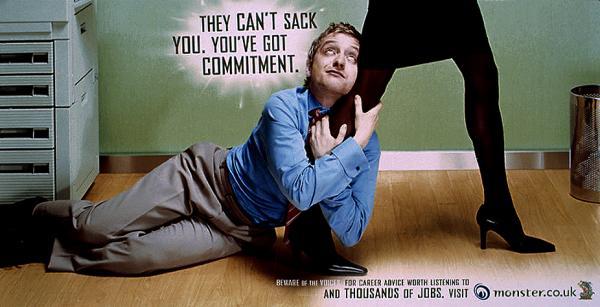 THEY CAN'T SACK
YOU. YOU'VE GOT
COMMITMENT.
BEWARE OF THE VOICES. FOR CAREER ADVICE WORTH LISTENING TO
AND THOUSANDS OF JOBS, VISIT monster.co.uk